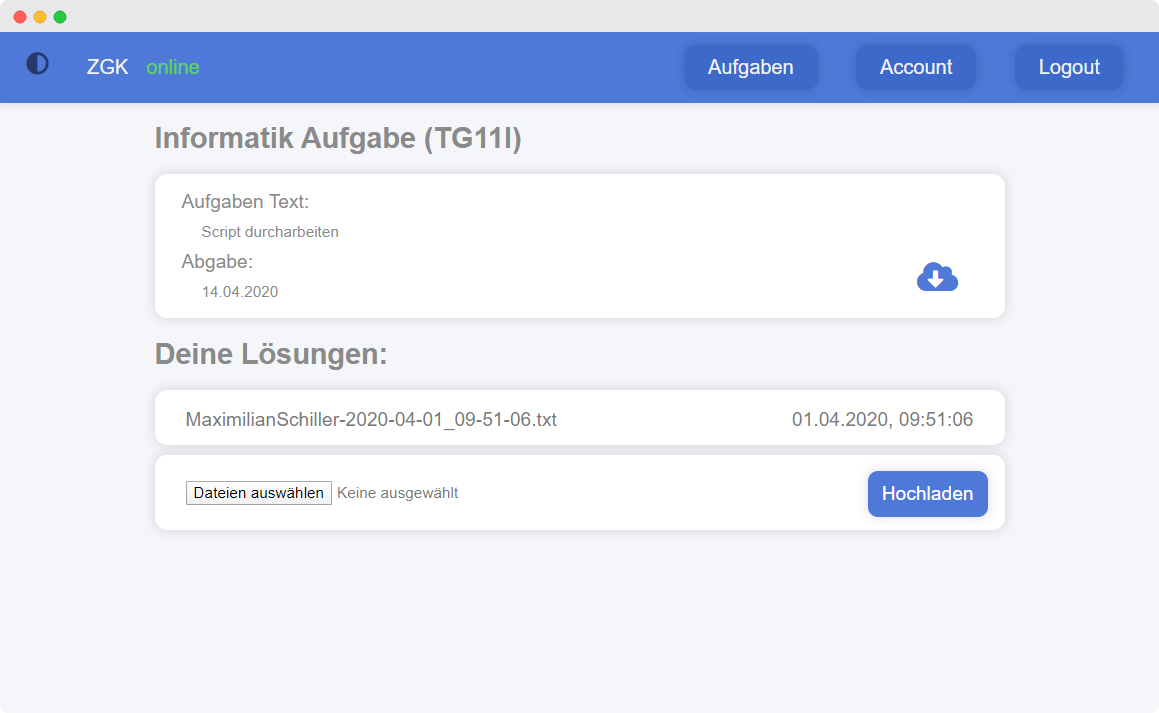 ZGK online Aufgaben Account Logout
Informatik Aufgabe (TG11I)
Aufgaben Text:
Script durcharbeiten
Abgabe:
14.04.2020
Deine Lösungen:
MaximilianSchiller-2020-04-01_09-51-06.txt 01.04.2020, 09:51:06
Dateien auswählen Keine ausgewählt Hochladen